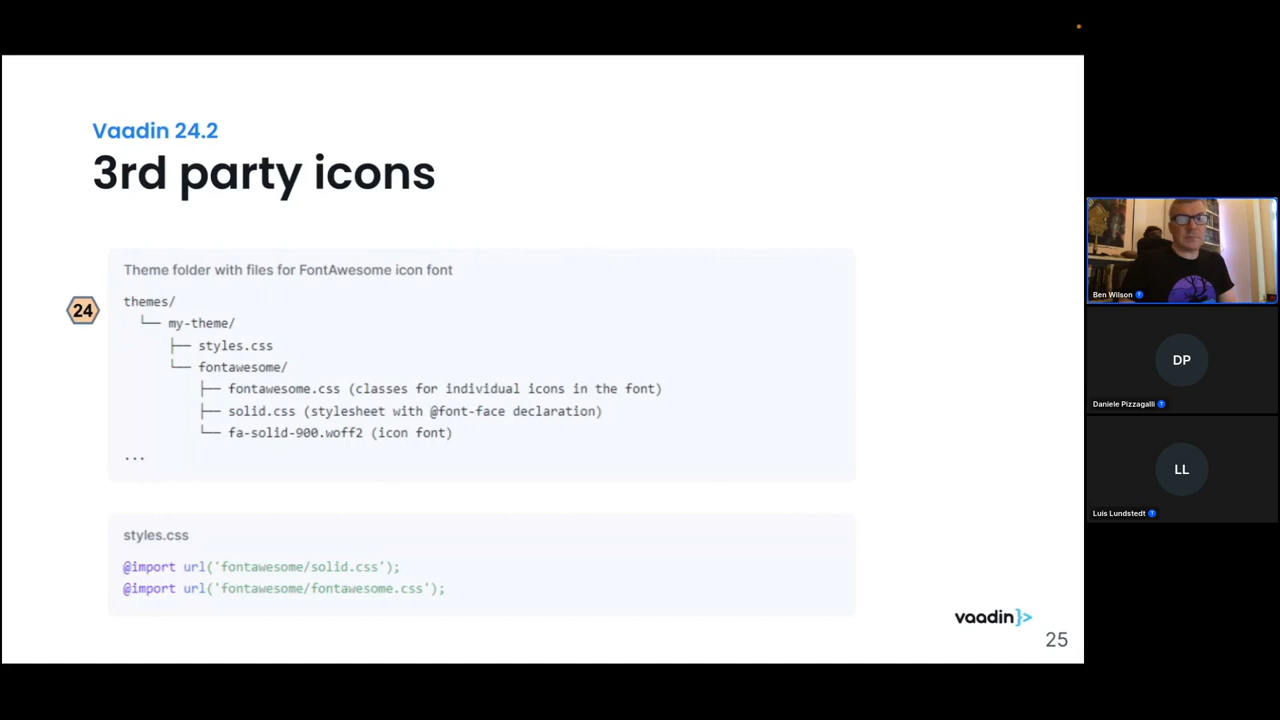 Vaadin 24.2
3rd party icons
Theme folder with files for FontAwesome icon font
24
themes/
└── my-theme/
├── styles.css
└── fontawesome/
├── fontawesome.css (classes for individual icons in the font)
├── solid.css (stylesheet with @font-face declaration)
└── fa-solid-900.woff2 (icon font)
...
styles.css
@import url('fontawesome/solid.css');
@import url('fontawesome/fontawesome.css');
vaadin}>
25
Ben Wilson
DP
Daniele Pizzagalli
LL
Luis Lundstedt